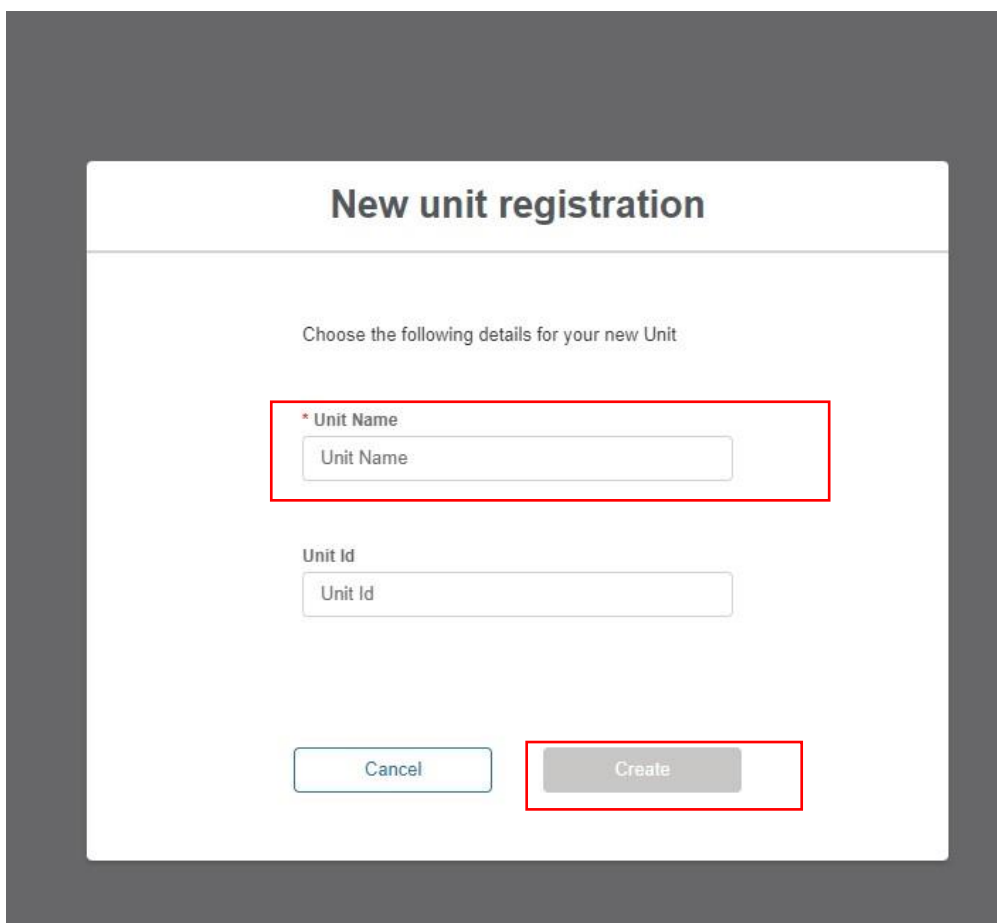 New unit registration
Choose the following details for your new Unit
* Unit Name
Unit Name
Unit Id
Unit Id
Cancel Create